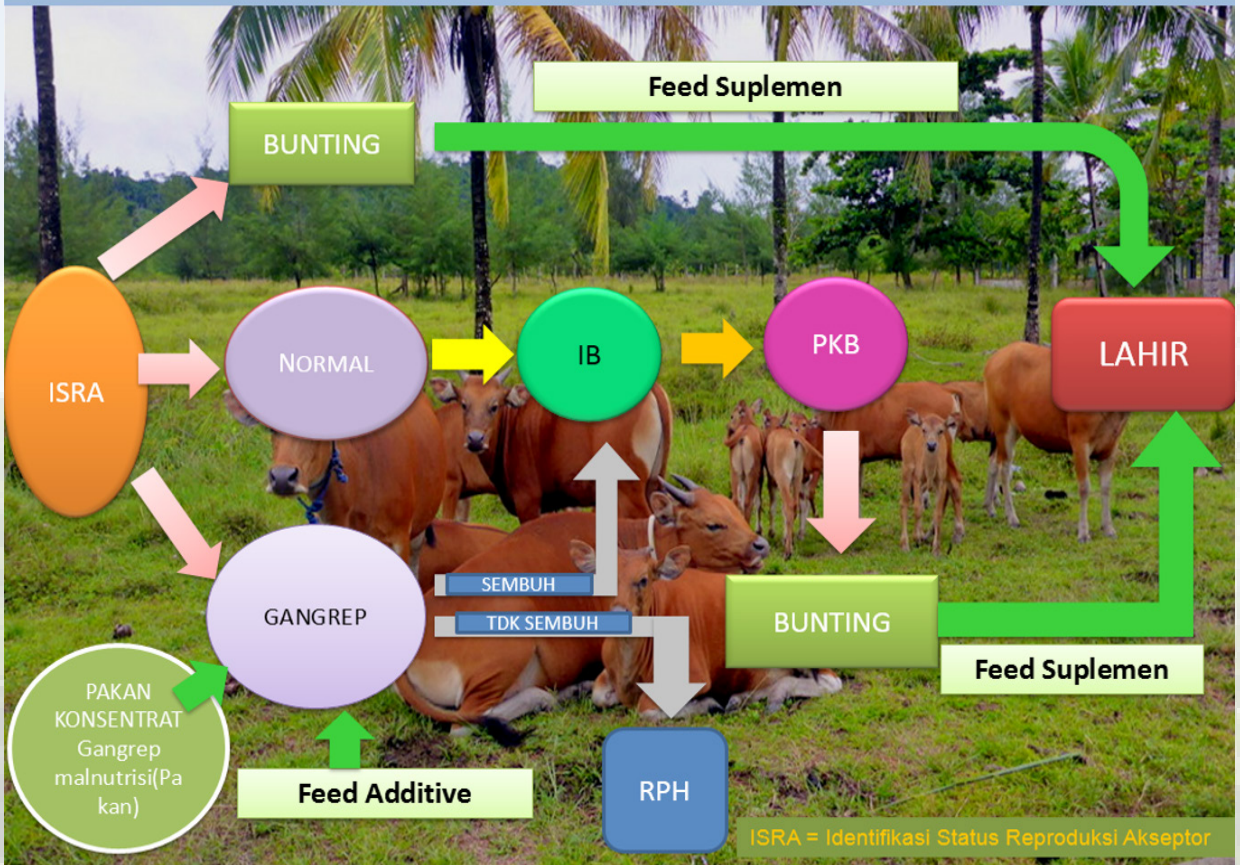 Feed Suplemen
BUNTING
ISRA
NORMAL
IB
PKB
LAHIR
GANGREP
SEMBUH
TDK SEMBUH
BUNTING
Feed Suplemen
PAKAN
KONSENTRAT
Gangrep
malnutrisi(Pa
kan)
Feed Additive
RPH
ISRA = Identifikasi Status Reproduksi Akseptor